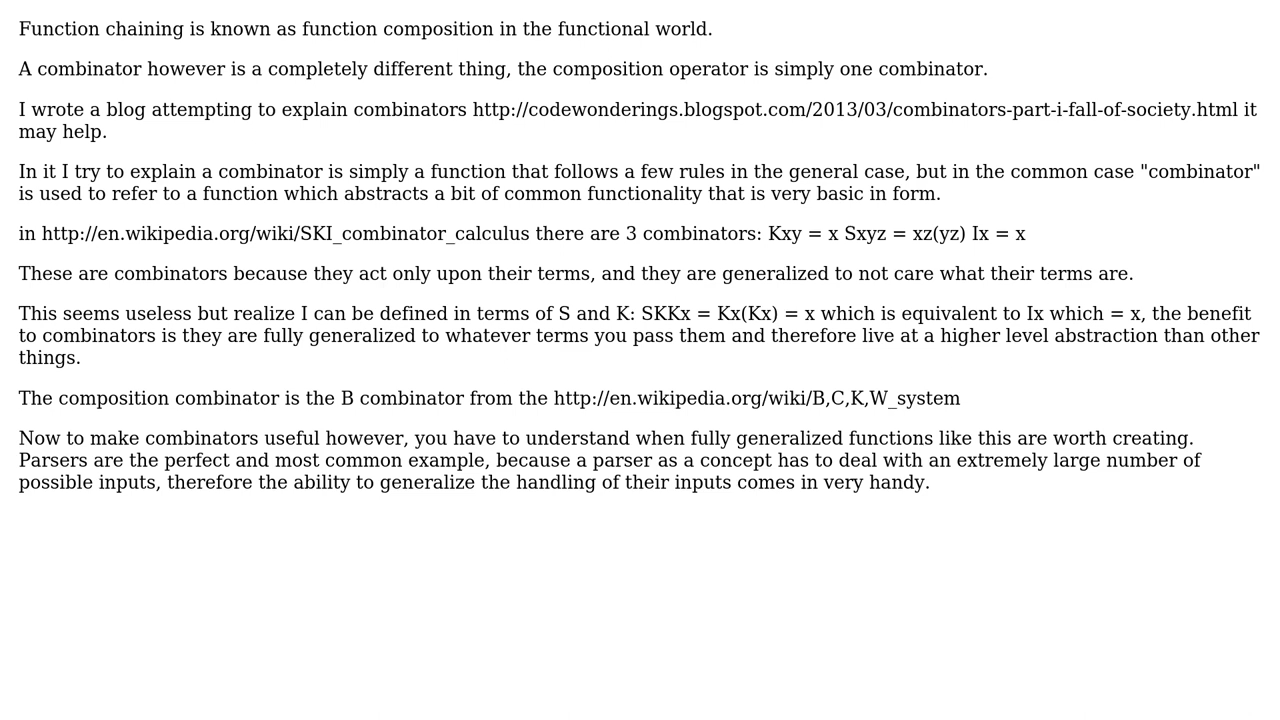 Function chaining is known as function composition in the functional world.
A combinator however is a completely different thing, the composition operator is simply one combinator.
I wrote a blog attempting to explain combinators http://codewonderings.blogspot.com/2013/03/combinators-part-i-fall-of-society.html it
may help.
In it I try to explain a combinator is simply a function that follows a few rules in the general case, but in the common case "combinator"
is used to refer to a function which abstracts a bit of common functionality that is very basic in form.
in http://en.wikipedia.org/wiki/SKI_combinator_calculus there are 3 combinators: Kxy = x Sxyz = xz(yz) Ix = x
These are combinators because they act only upon their terms, and they are generalized to not care what their terms are.
This seems useless but realize I can be defined in terms of S and K: SKKx = Kx(Kx) = x which is equivalent to Ix which = x, the benefit
to combinators is they are fully generalized to whatever terms you pass them and therefore live at a higher level abstraction than other
things.
The composition combinator is the B combinator from the http://en.wikipedia.org/wiki/B,C,K,W_system
Now to make combinators useful however, you have to understand when fully generalized functions like this are worth creating.
Parsers are the perfect and most common example, because a parser as a concept has to deal with an extremely large number of
possible inputs, therefore the ability to generalize the handling of their inputs comes in very handy.